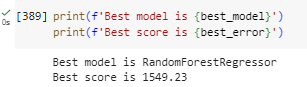 [389] print(f'Best model is {best_model}')
0s print(f'Best score is {best_error}')
Best model is RandomForestRegressor
Best score is 1549.23